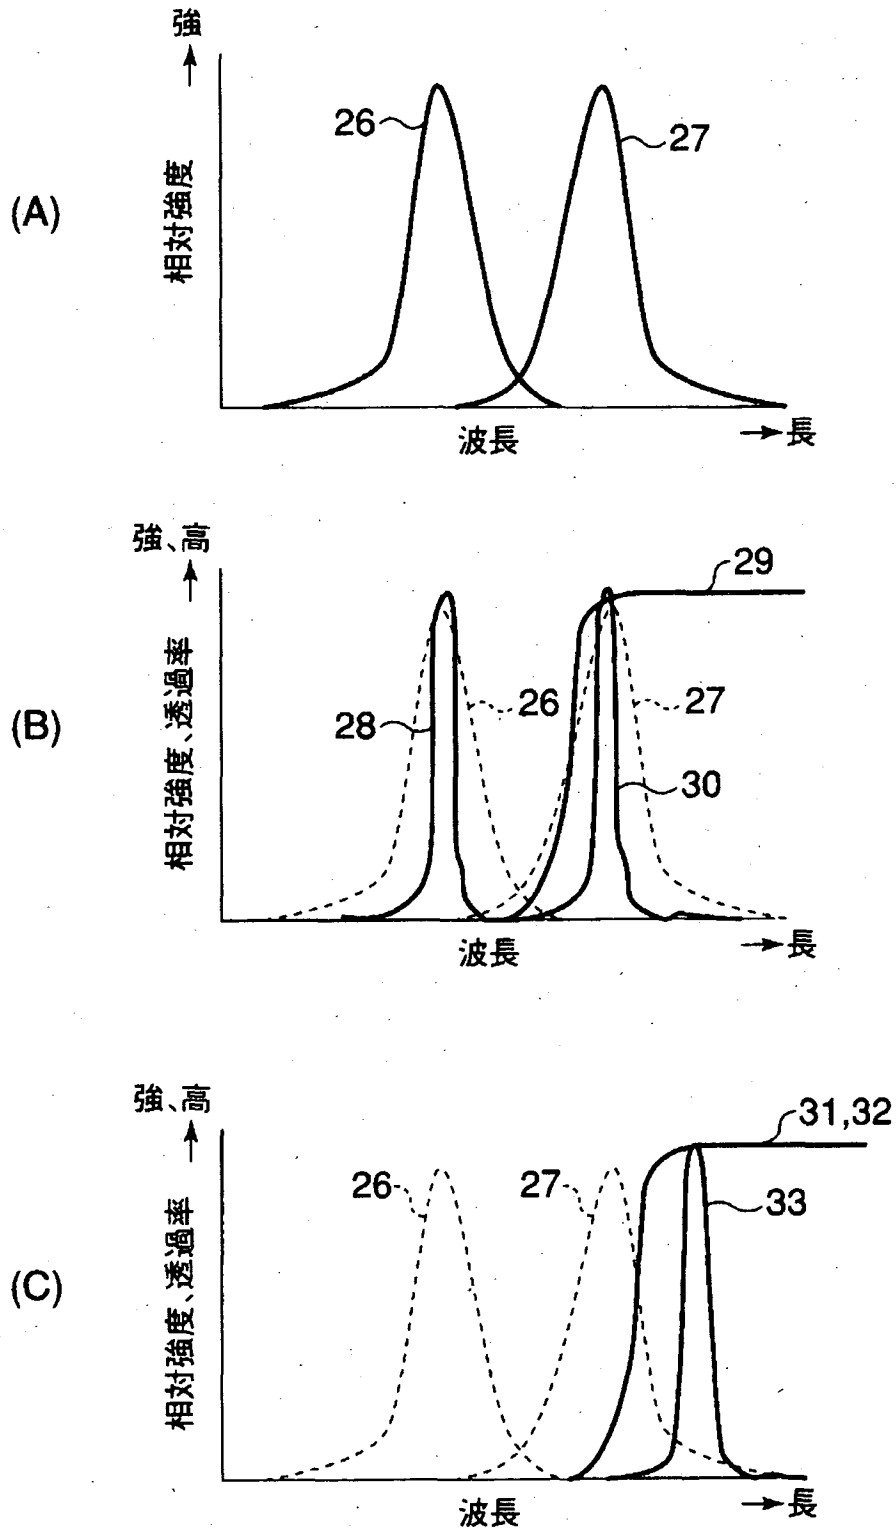 強
26
27
(A)
相対強度
波長
長
強、高
29
26
27
28
30
(B)
相対強度、透過率
波長
長
強、高
31,32
26
27
33
(C)
相対強度、透過率
波長
長